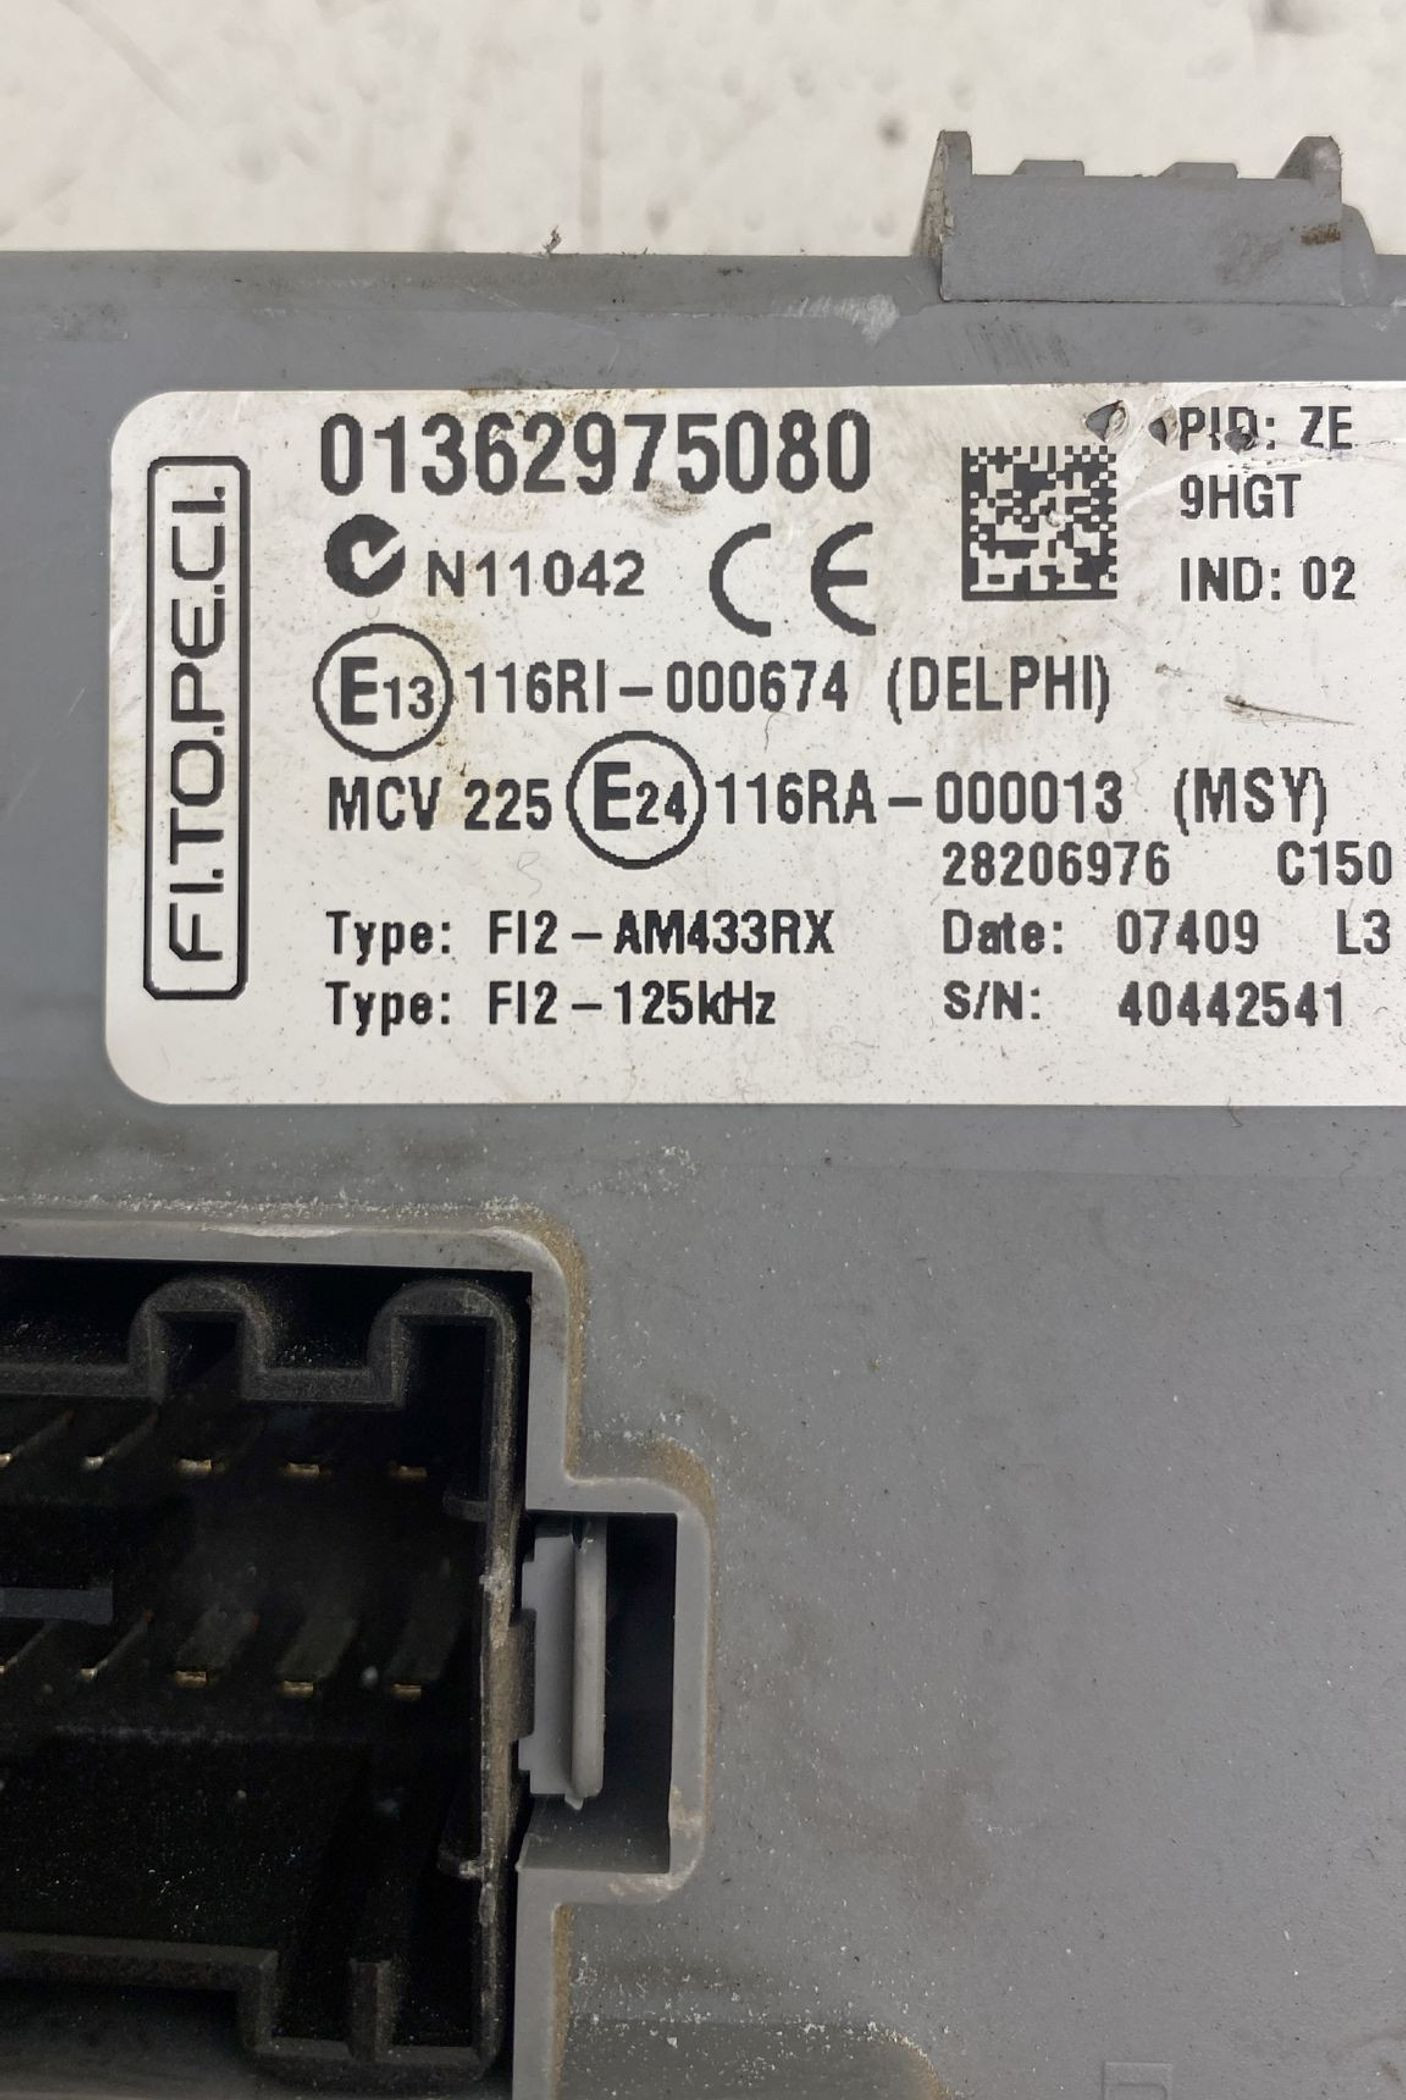 FI.TO.PE.CI.
01362975080
PID: ZE
9HGT
N11042 CE
IND: 02
E13 116RI-000674 (DELPHI)
MCV 225 E24 116RA-000013 (MSY)
28206976 C150
Type: FI2-AM433RX Date: 07409 L3
Type: FI2-125kHz S/N: 40442541